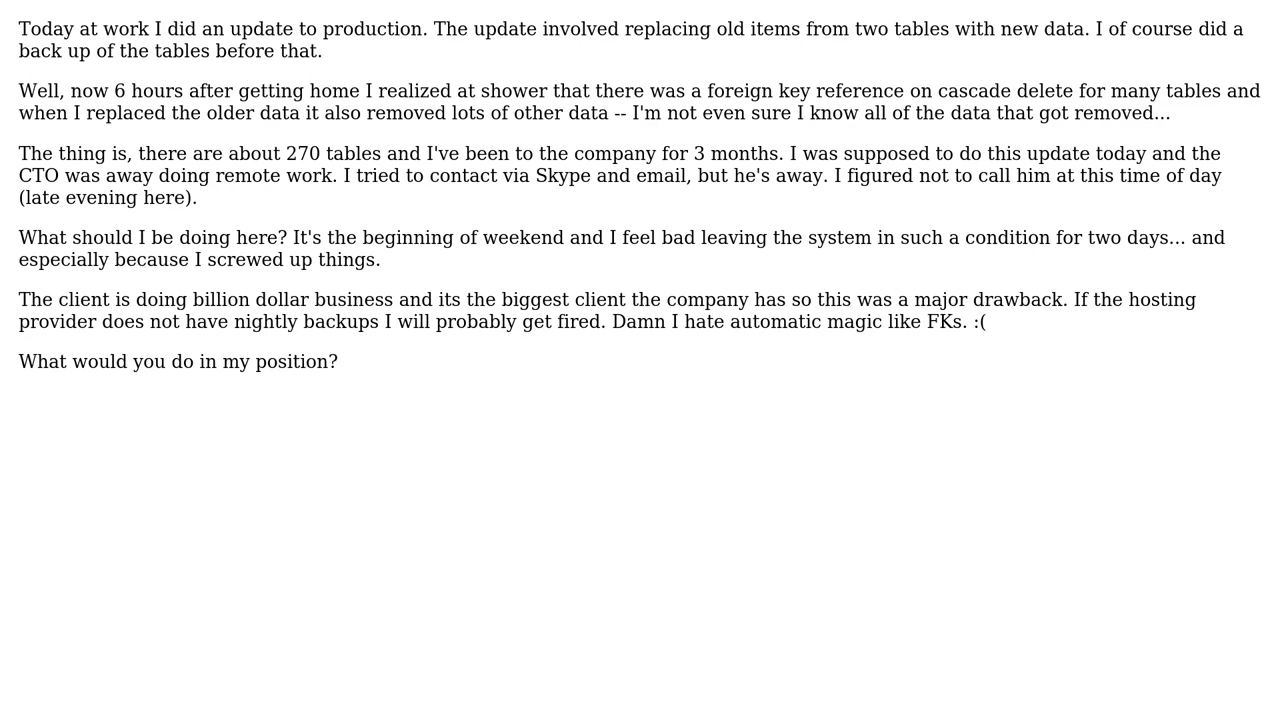 Today at work I did an update to production. The update involved replacing old items from two tables with new data. I of course did a
back up of the tables before that.
Well, now 6 hours after getting home I realized at shower that there was a foreign key reference on cascade delete for many tables and
when I replaced the older data it also removed lots of other data -- I'm not even sure I know all of the data that got removed...
The thing is, there are about 270 tables and I've been to the company for 3 months. I was supposed to do this update today and the
CTO was away doing remote work. I tried to contact via Skype and email, but he's away. I figured not to call him at this time of day
(late evening here).
What should I be doing here? It's the beginning of weekend and I feel bad leaving the system in such a condition for two days... and
especially because I screwed up things.
The client is doing billion dollar business and its the biggest client the company has so this was a major drawback. If the hosting
provider does not have nightly backups I will probably get fired. Damn I hate automatic magic like FKs. :(
What would you do in my position?